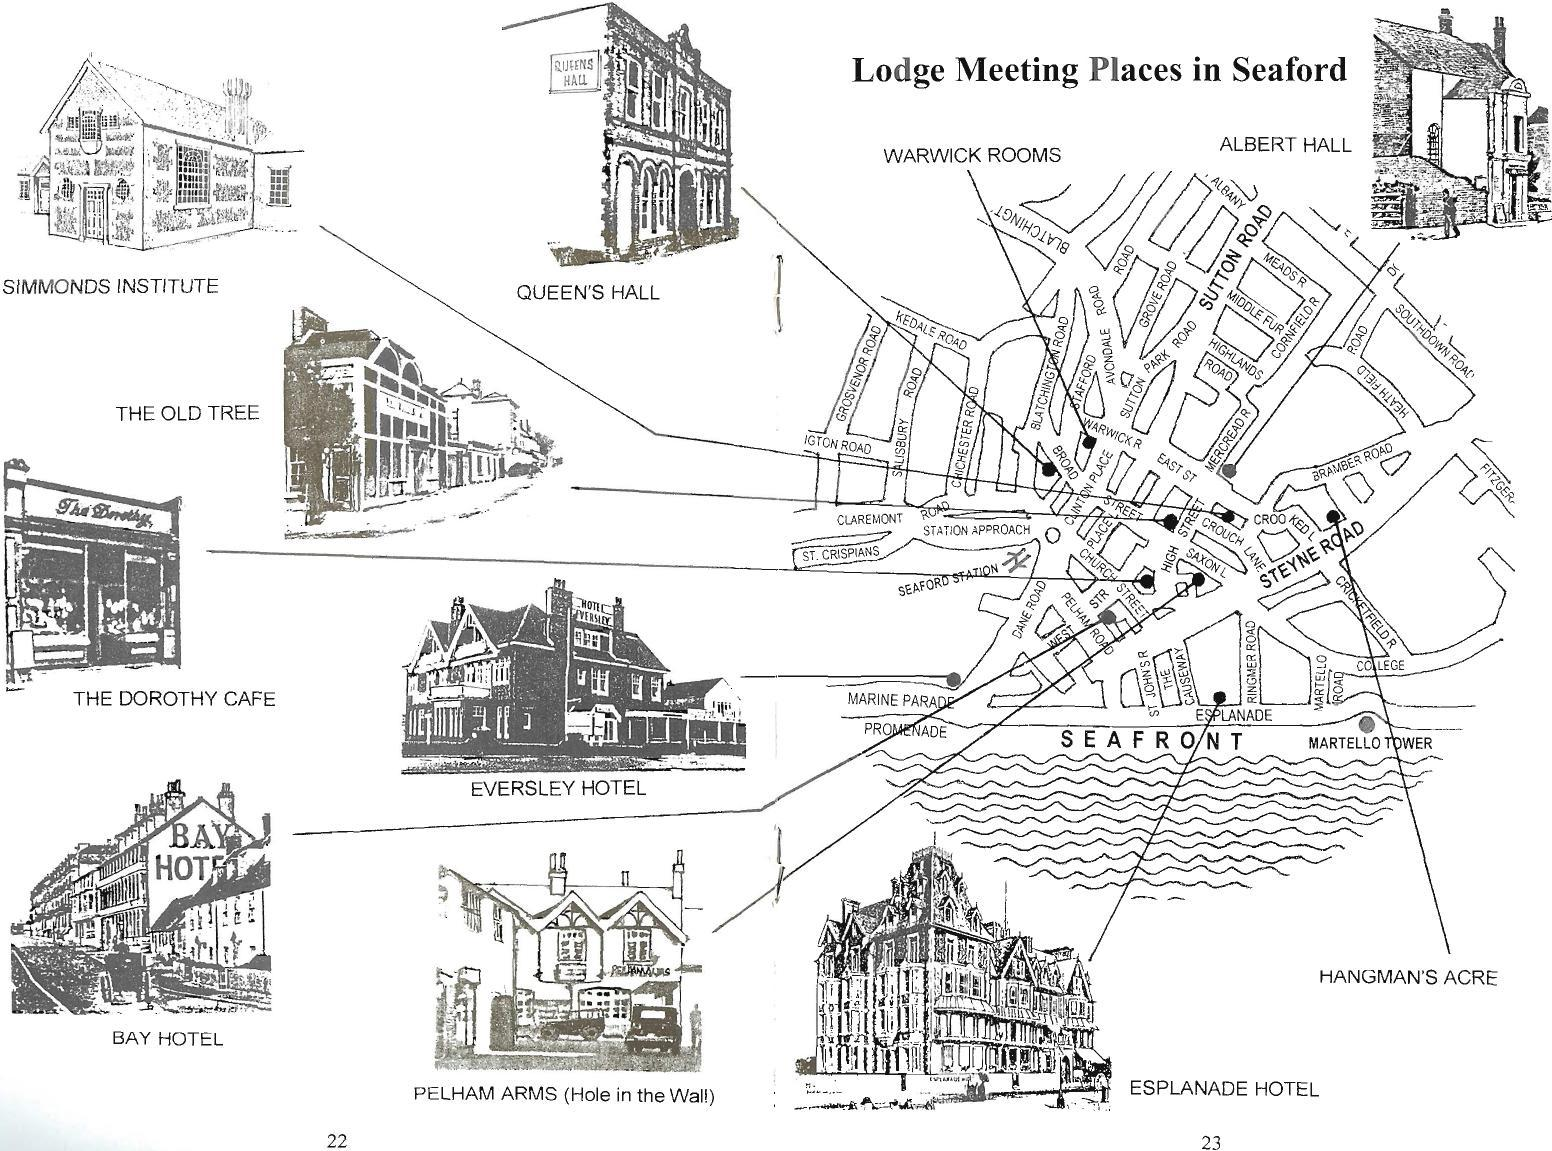 Lodge Meeting Places in Seaford
QUEENS
HALL
QUEEN'S HALL
SIMMONDS INSTITUTE
THE OLD TREE
The Dorothy
THE DOROTHY CAFE
HOTEL
EVERSLEY
EVERSLEY HOTEL
BAY
HOTEL
BAY HOTEL
PELHAM ARMS
PELHAM ARMS (Hole in the Wall)
22
WARWICK ROOMS
ALBERT HALL
ALBANY
BLATCHINGT
SUTTON ROAD
ROAD
MEADS R
GROVE ROAD
MIDDLE FUR
CORNFIELD R
SOUTHDOWN ROAD
KEDALE ROAD
GROSVENOR ROAD
BLATCHINGTON ROAD
AVONDALE ROAD
STAFFORD
SUTTON PARK ROAD
HIGHLANDS
ROAD
HEATHFIELD ROAD
SALISBURY ROAD
CHICHESTER ROAD
IGTON ROAD
WARWICK R
MERCREAD R
BROAD STREET
CLINTON PLACE
EAST ST
BRAMBER ROAD
FITZGER
CLAREMONT ROAD
STATION APPROACH
ST. CRISPIANS
SEAFORD STATION
PLACE
HIGH STREET
CROUCH LANE
CROOKED L
STEYNE ROAD
SAXON L
CHURCH STREET
DANE ROAD
PELHAM ROAD
WEST STR
CRICKETFIELD R
COLLEGE
MARINE PARADE
ST. JOHN'S R
THE
CAUSEWAY
RINGMER ROAD
MARTELLO
ROAD
ESPLANADE
PROMENADE
SEAFRONT
MARTELLO TOWER
HANGMAN'S ACRE
ESPLANADE HOTEL
23